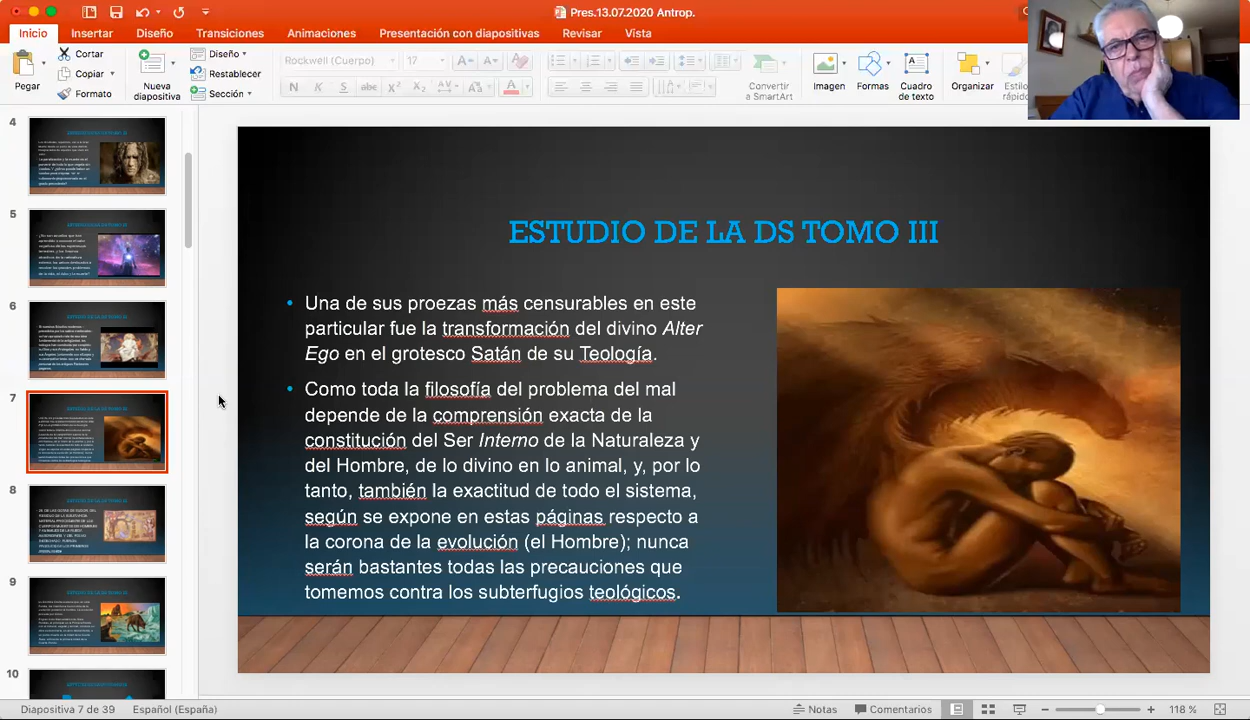 Pres.13.07.2020 Antrop.
Inicio Insertar Diseño Transiciones Animaciones Presentación con diapositivas Revisar Vista
Pegar
Cortar
Copiar
Formato
Nueva
diapositiva
Diseño
Restablecer
Sección
Rockwell (Cuerpo) 17
N K S abc X² X₂ AV Aa
A
Convertir
a SmartArt
Imagen
Formas
Cuadro
de texto
Organizar
Estilo
rápido
4
5
6
7
8
9
10
ESTUDIO DE LA DS TOMO III
• Una de sus proezas más censurables en este
particular fue la transformación del divino Alter
Ego en el grotesco Satán de su Teología.
• Como toda la filosofía del problema del mal
depende de la comprensión exacta de la
constitución del Ser Interno de la Naturaleza y
del Hombre, de lo divino en lo animal, y, por lo
tanto, también la exactitud de todo el sistema,
según se expone en estas páginas respecto a
la corona de la evolución (el Hombre); nunca
serán bastantes todas las precauciones que
tomemos contra los subterfugios teológicos.
Diapositiva 7 de 39 Español (España) Notas Comentarios 118 %